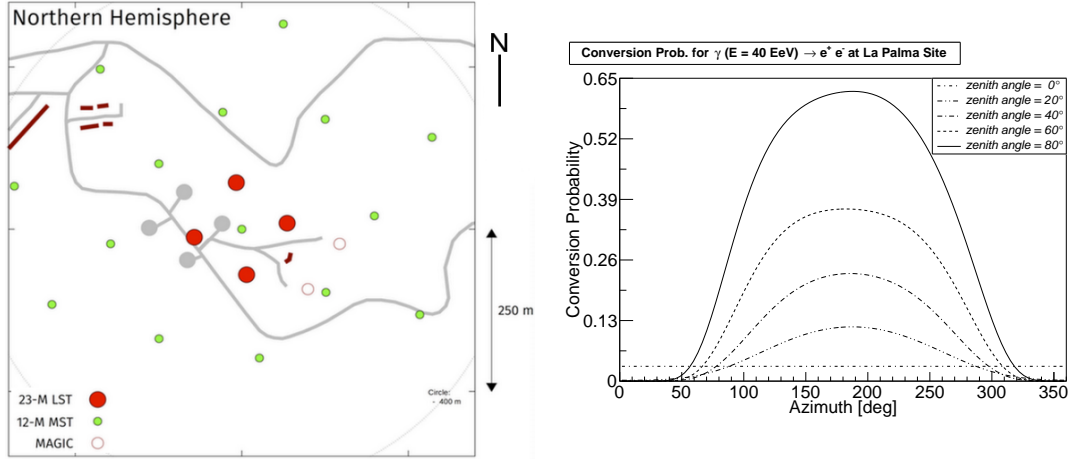 Northern Hemisphere
N
250 m
Circle:
- 400 m
23-M LST
12-M MST
MAGIC
Conversion Prob. for γ (E = 40 EeV) → e⁺ e⁻ at La Palma Site
zenith angle = 0°
zenith angle = 20°
zenith angle = 40°
zenith angle = 60°
zenith angle = 80°
Conversion Probability
0.65
0.52
0.39
0.26
0.13
0
0 50 100 150 200 250 300 350
Azimuth [deg]